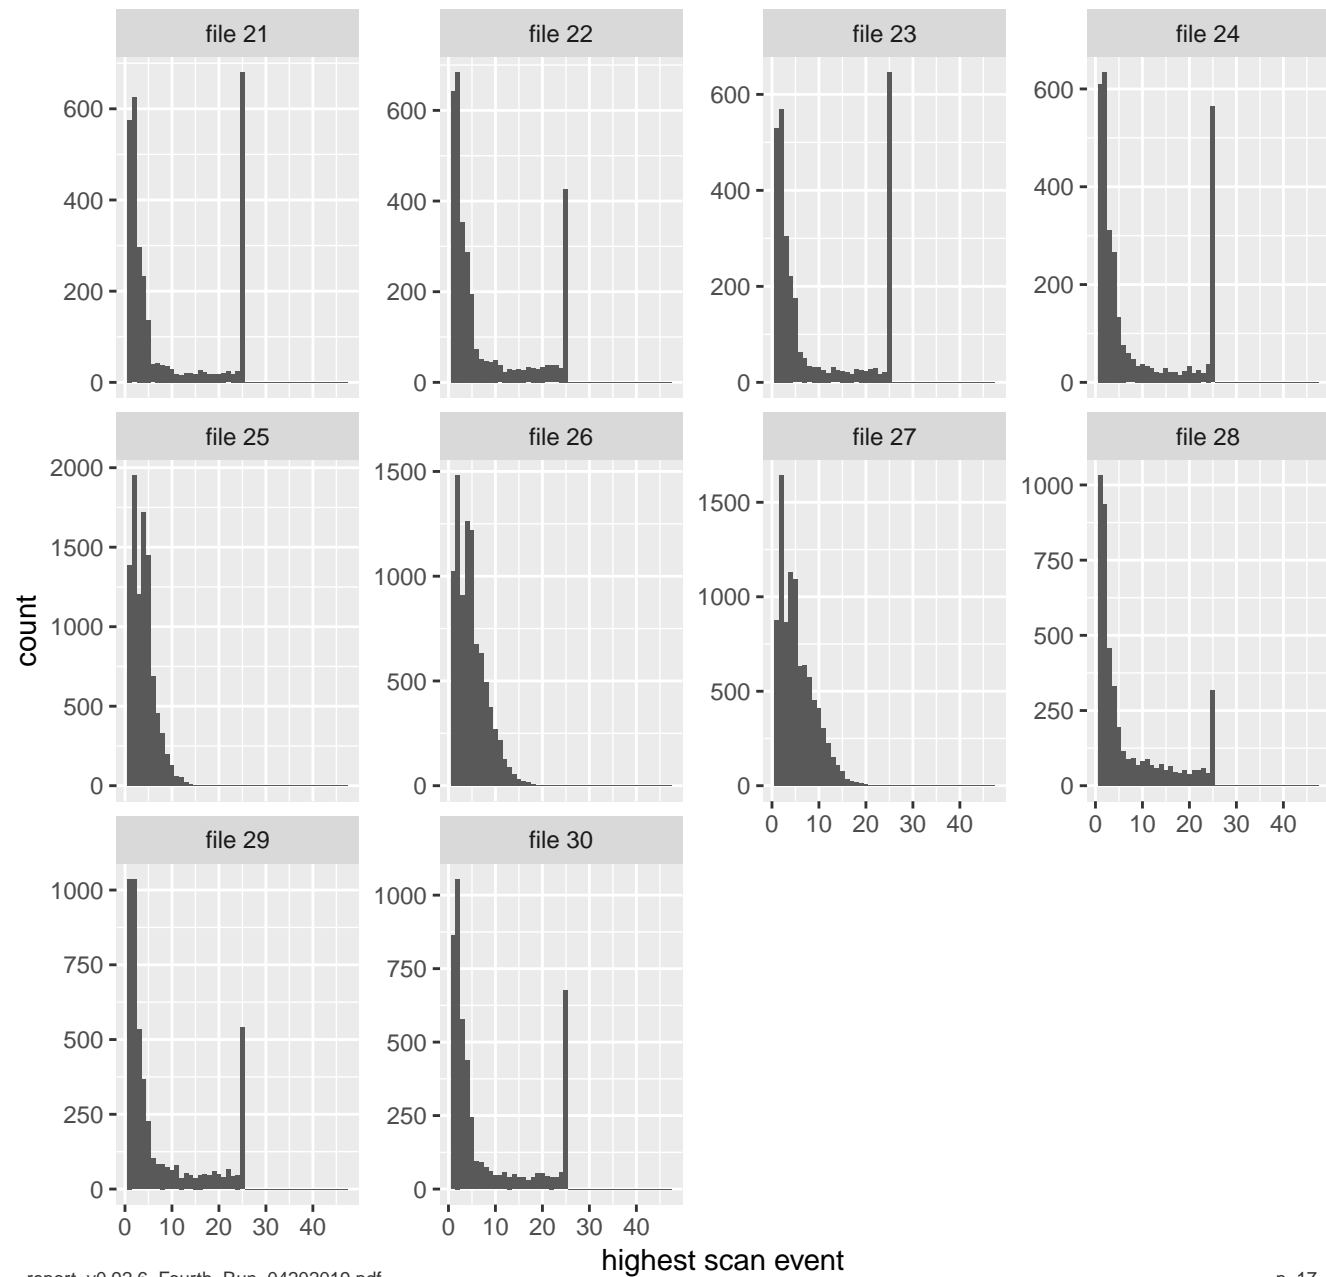 file 21 file 22 file 23 file 24
600 600 600 600
400 400 400 400
200 200 200 200
0 0 0 0
file 25 file 26 file 27 file 28
2000 1500 1500 1000
1500 1000 1000 750
1000 500 500 500
500 0 0 250
0 0
0 10 20 30 40 0 10 20 30 40
file 29 file 30
1000 1000
750 750
500 500
250 250
0 0
0 10 20 30 40 0 10 20 30 40
count
highest scan event